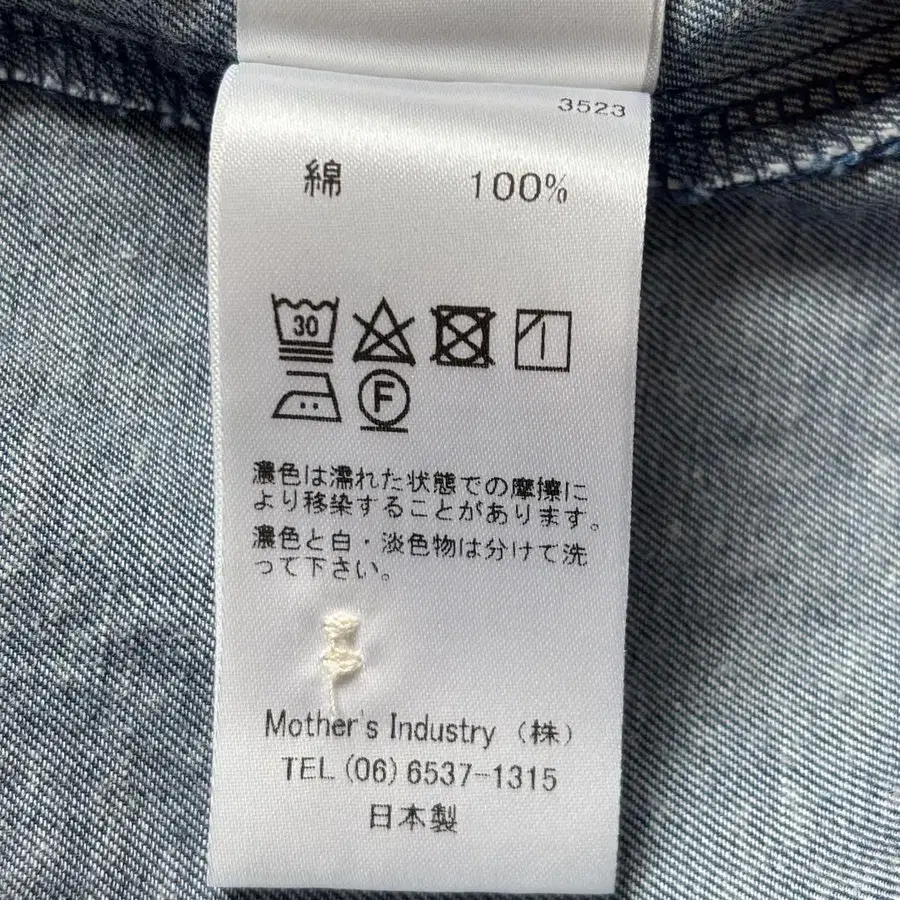 3523
綿 100%
30
F
濃色は濡れた状態での摩擦に
より移染することがあります。
濃色と白・淡色物は分けて洗
って下さい。
Mother's Industry （株）
TEL (06) 6537-1315
日本製